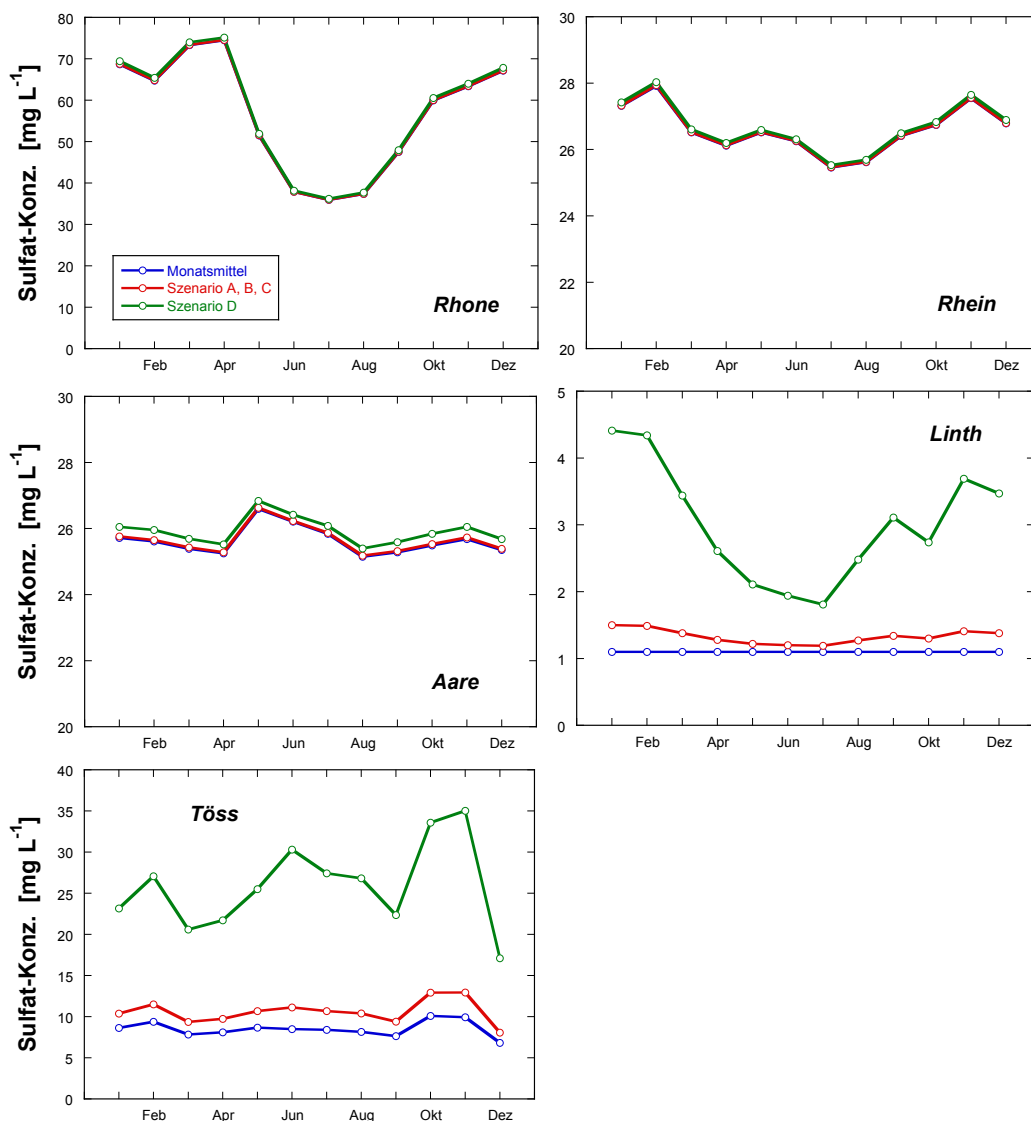 Sulfat-Konz. [mg L-1]
80
70
60
50
40
30
20
10
0
Monatsmittel
Szenario A, B, C
Szenario D
Rhone
Feb Apr Jun Aug Okt Dez
30
28
26
24
22
20
Rhein
Feb Apr Jun Aug Okt Dez
Sulfat-Konz. [mg L-1]
30
28
26
24
22
20
Aare
Feb Apr Jun Aug Okt Dez
5
4
3
2
1
0
Linth
Feb Apr Jun Aug Okt Dez
Sulfat-Konz. [mg L-1]
40
35
30
25
20
15
10
5
0
Töss
Feb Apr Jun Aug Okt Dez